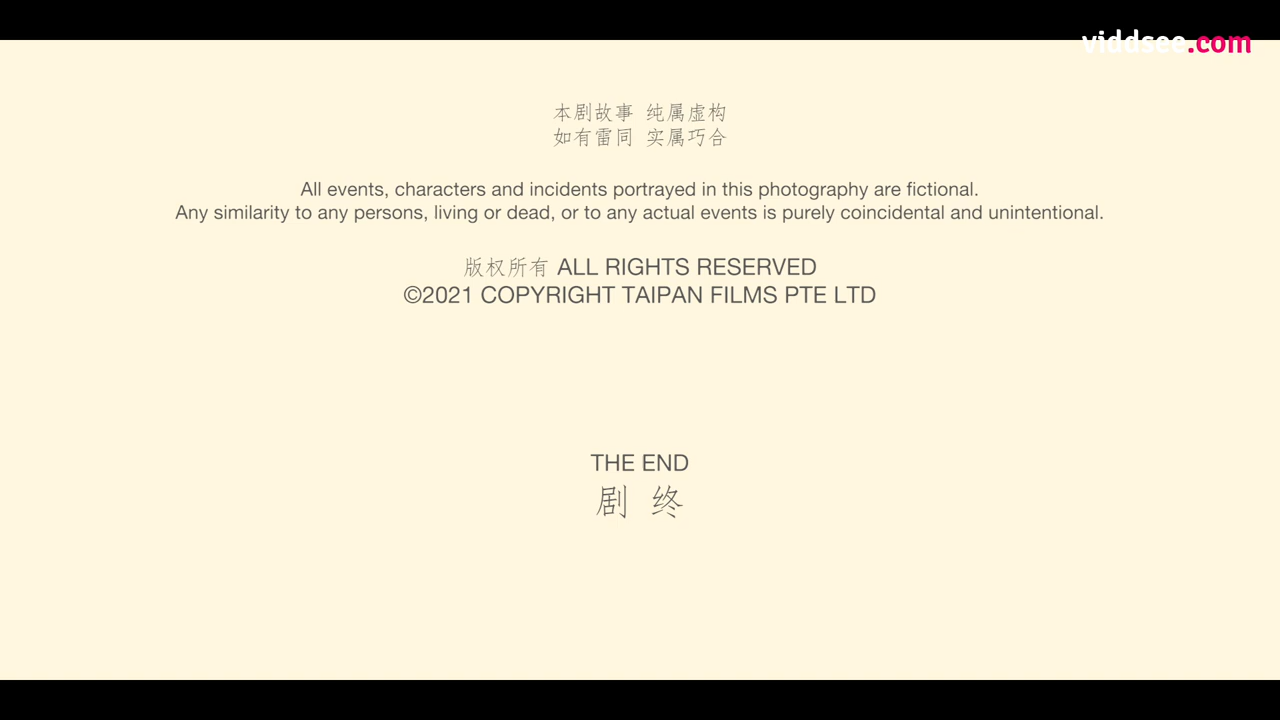 viddsee.com
本剧故事 纯属虚构
如有雷同 实属巧合
All events, characters and incidents portrayed in this photography are fictional.
Any similarity to any persons, living or dead, or to any actual events is purely coincidental and unintentional.
版权所有 ALL RIGHTS RESERVED
©2021 COPYRIGHT TAIPAN FILMS PTE LTD
THE END
剧 终